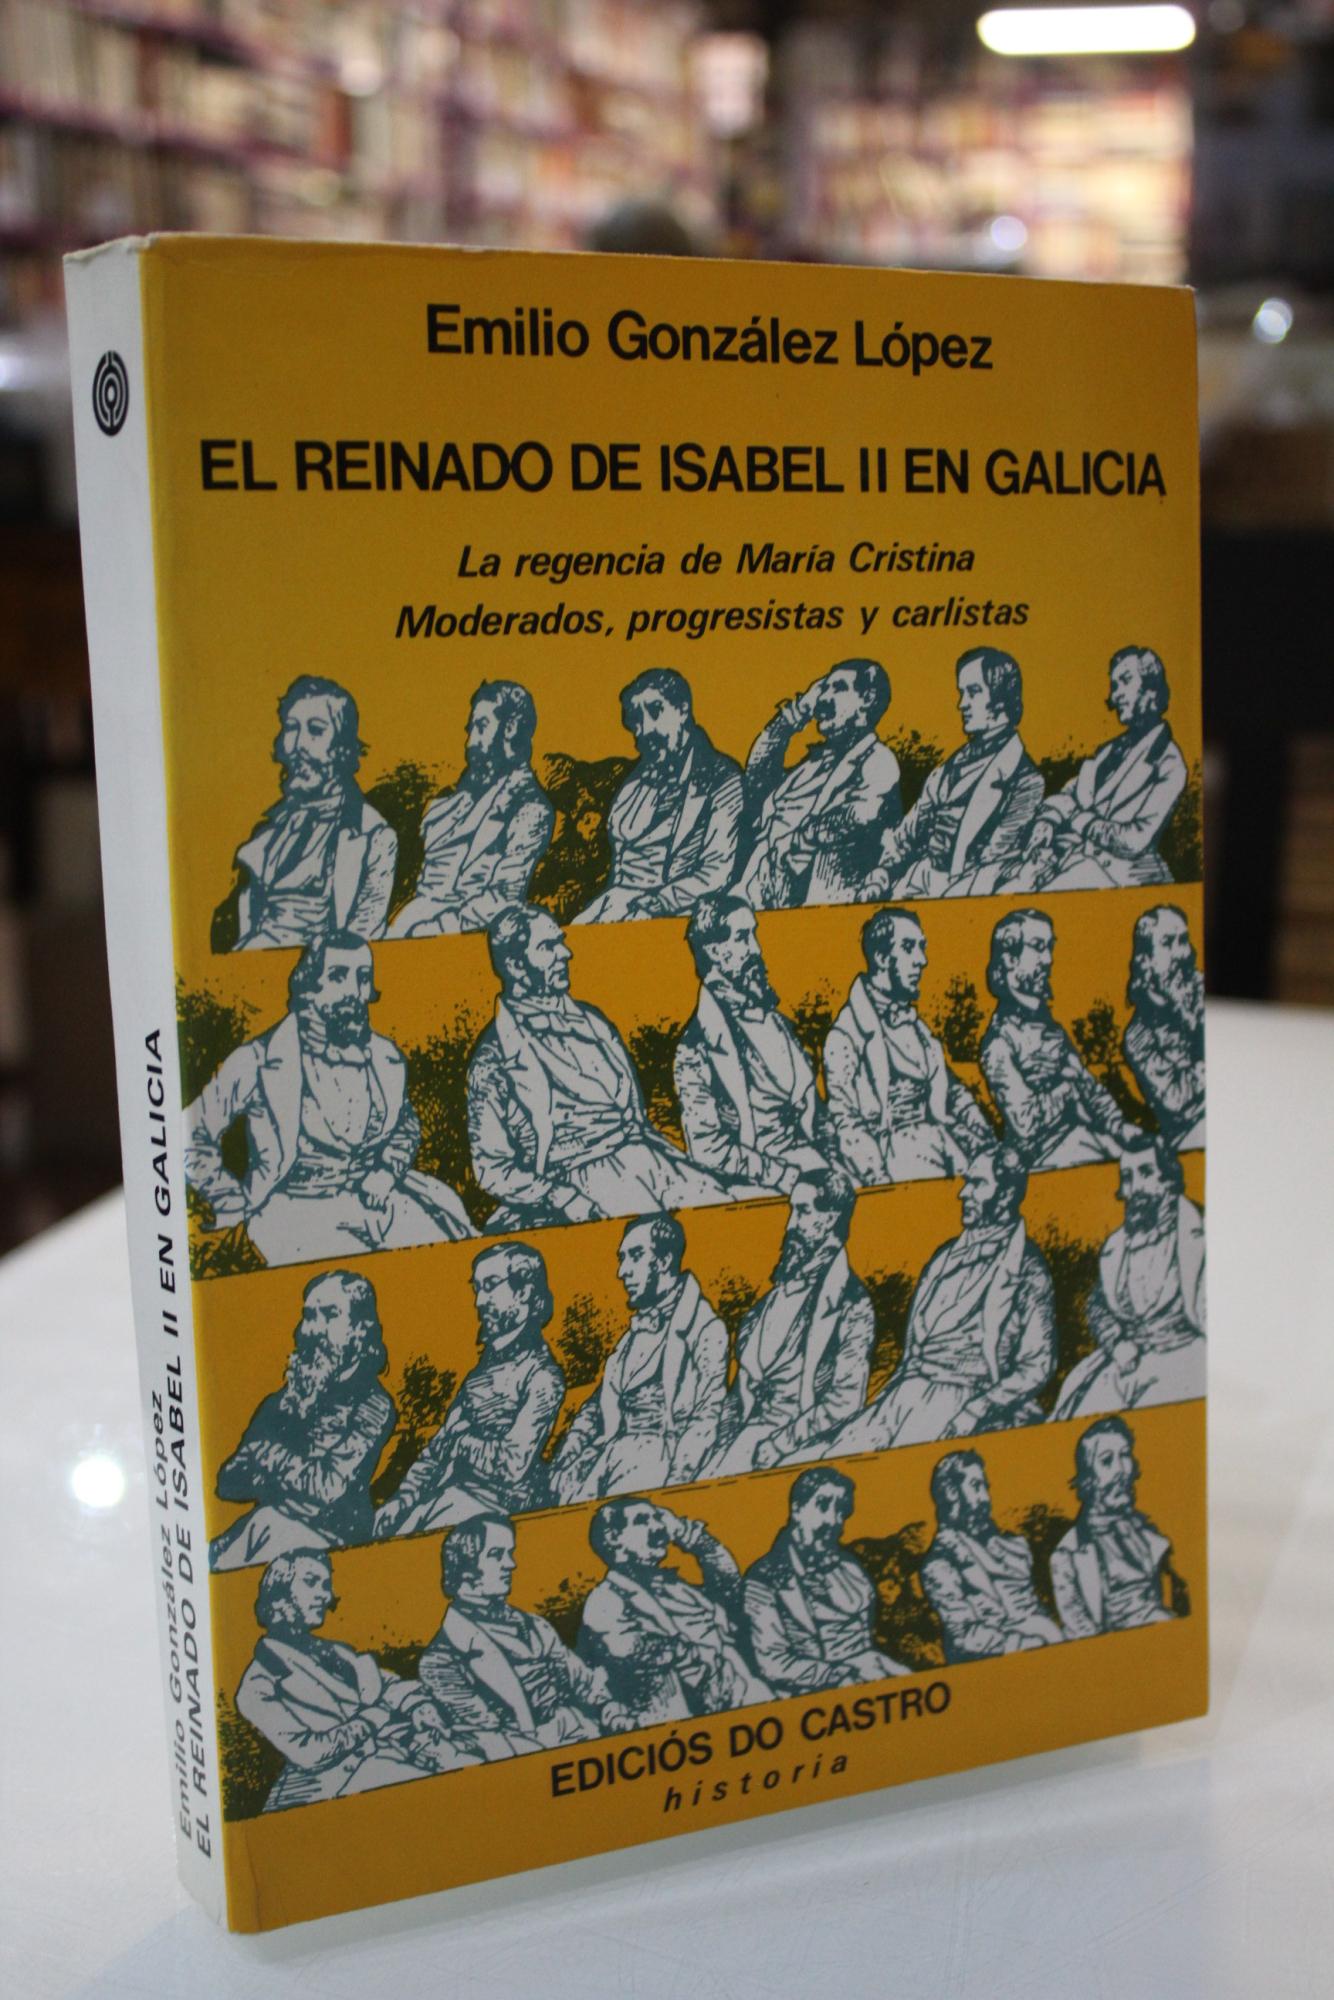 Emilio González López
EL REINADO DE ISABEL II EN GALICIA
La regencia de María Cristina
Moderados, progresistas y carlistas
EDICIÓS DO CASTRO
historia
Emilio González López
EL REINADO DE ISABEL II EN GALICIA